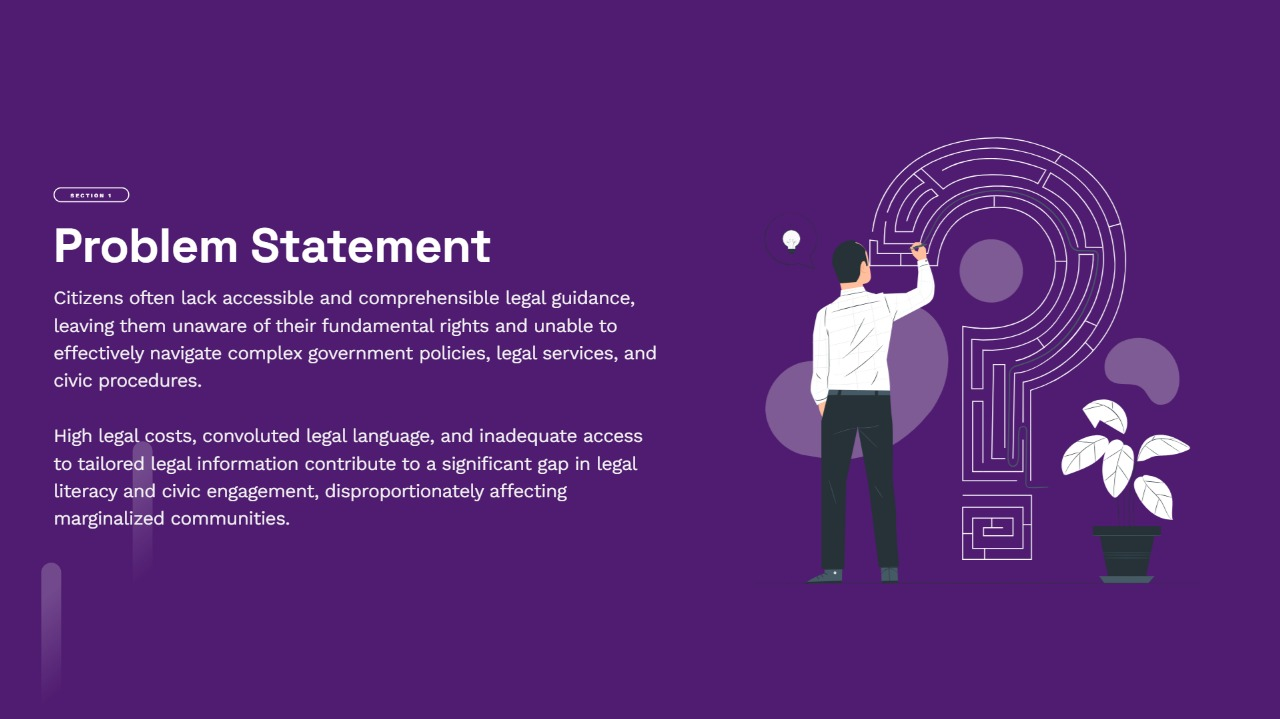 SECTION 1
Problem Statement
Citizens often lack accessible and comprehensible legal guidance,
leaving them unaware of their fundamental rights and unable to
effectively navigate complex government policies, legal services, and
civic procedures.
High legal costs, convoluted legal language, and inadequate access
to tailored legal information contribute to a significant gap in legal
literacy and civic engagement, disproportionately affecting
marginalized communities.